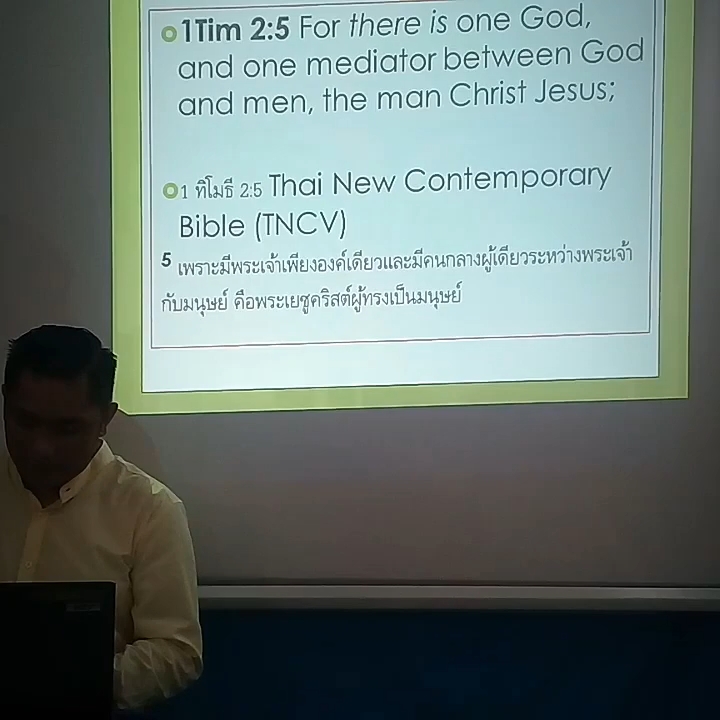 1Tim 2:5 For there is one God,
and one mediator between God
and men, the man Christ Jesus;
1 ทิโมธี 2:5 Thai New Contemporary
Bible (TNCV)
5 เพราะมีพระเจ้าเพียงองค์เดียวและมีคนกลางผู้เดียวระหว่างพระเจ้า
กับมนุษย์ คือพระเยซูคริสต์ผู้ทรงเป็นมนุษย์